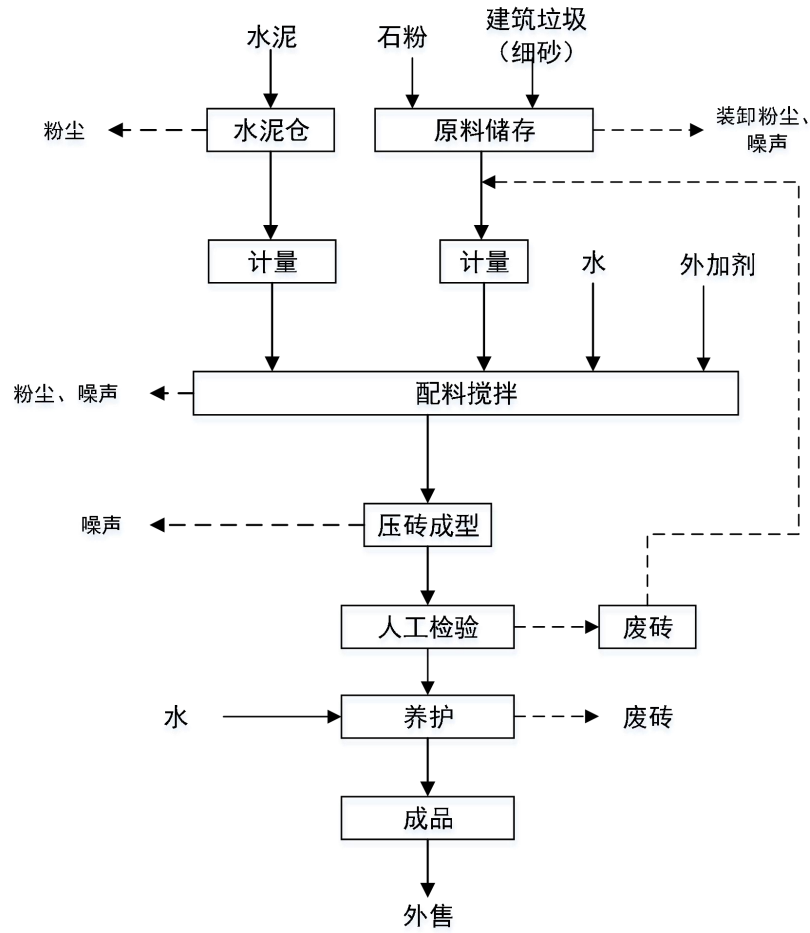 水泥
石粉
建筑垃圾
（细砂）
粉尘
水泥仓
原料储存
装卸粉尘、
噪声
计量
计量
水
外加剂
粉尘、噪声
配料搅拌
噪声
压砖成型
人工检验
废砖
水
养护
废砖
成品
外售